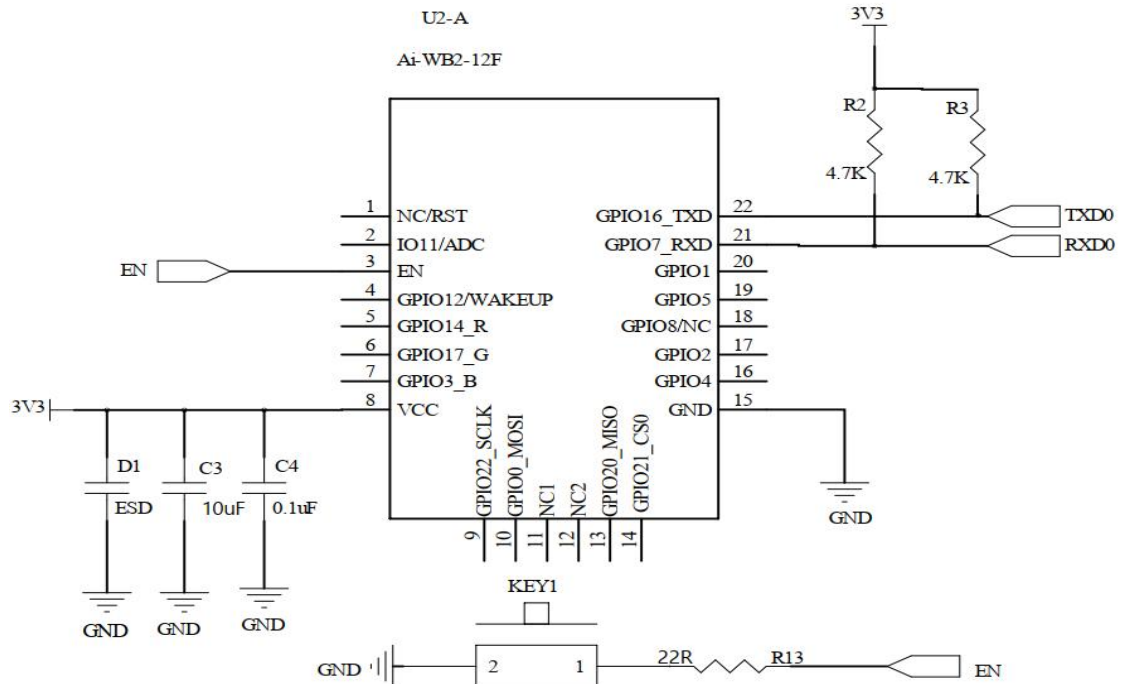 U2-A
Ai-WB2-12F
3V3
R2
R3
4.7K
4.7K
1
NC/RST
GPIO16_TXD
22
TXD0
2
IO11/ADC
GPIO7_RXD
21
RXD0
EN
3
EN
GPIO1
20
4
GPIO12/WAKEUP
GPIO5
19
5
GPIO14_R
GPIO8/NC
18
6
GPIO17_G
GPIO2
17
7
GPIO3_B
GPIO4
16
3V3
8
VCC
GND
15
GPIO22_SCLK
GPIO0_MOSI
NC1
NC2
GPIO20_MISO
GPIO21_CS0
9
10
11
12
13
14
D1
ESD
C3
10uF
C4
0.1uF
GND
GND
GND
GND
KEY1
GND
2
1
22R
R13
EN